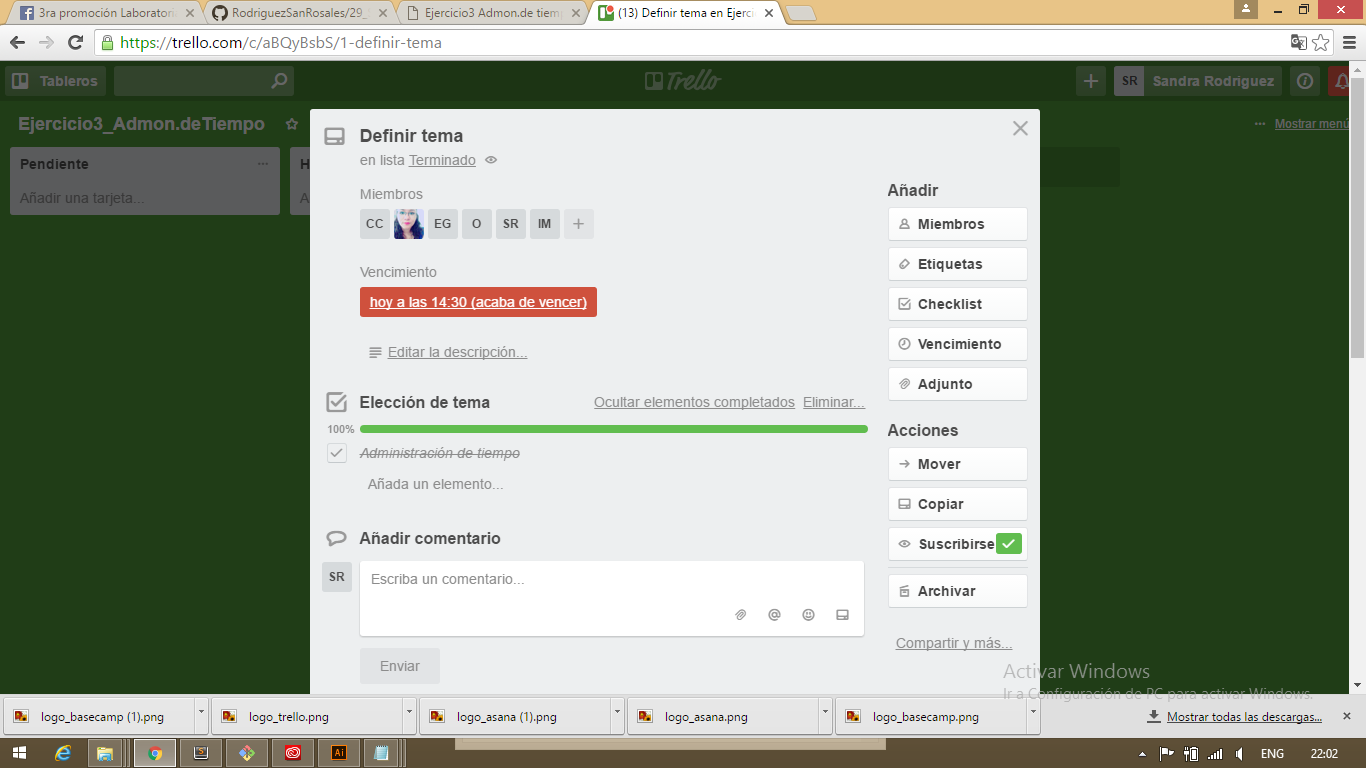 3ra promoción Laboratori
RodriguezSanRosales/29_
Ejercicio3 Admon.de tiem
(13) Definir tema en Ejerci
https://trello.com/c/aBQyBsbS/1-definir-tema
Tableros
Trello
SR
Sandra Rodriguez
Ejercicio3_Admon.deTiempo
Mostrar menú
Pendiente
H
Añadir una tarjeta...
A
Definir tema
en lista Terminado
Miembros
CC
EG
O
SR
IM
Vencimiento
hoy a las 14:30 (acaba de vencer)
Editar la descripción...
Elección de tema
Ocultar elementos completados
Eliminar...
100%
Administración de tiempo
Añada un elemento...
Añadir comentario
SR
Escriba un comentario...
Enviar
Añadir
Miembros
Etiquetas
Checklist
Vencimiento
Adjunto
Acciones
Mover
Copiar
Suscribirse
Archivar
Compartir y más...
Activar Windows
Ir a Configuración de PC para activar Windows.
logo_basecamp (1).png
logo_trello.png
logo_asana (1).png
logo_asana.png
logo_basecamp.png
Mostrar todas las descargas...
Ai
ENG
22:02